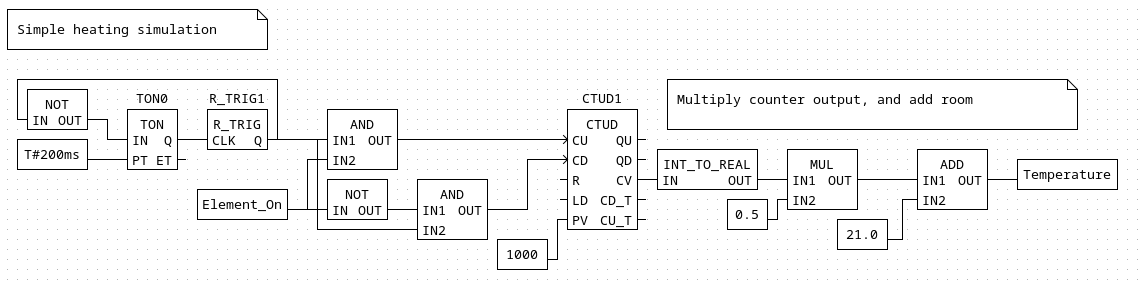 Simple heating simulation
NOT
IN OUT
T#200ms
TON0
TON
IN Q
PT ET
R_TRIG1
R_TRIG
CLK Q
AND
IN1 OUT
IN2
Element_On
NOT
IN OUT
AND
IN1 OUT
IN2
1000
CTUD1
CTUD
CU QU
CD QD
R CV
LD CD_T
PV CU_T
Multiply counter output, and add room
INT_TO_REAL
IN OUT
0.5
MUL
IN1 OUT
IN2
21.0
ADD
IN1 OUT
IN2
Temperature